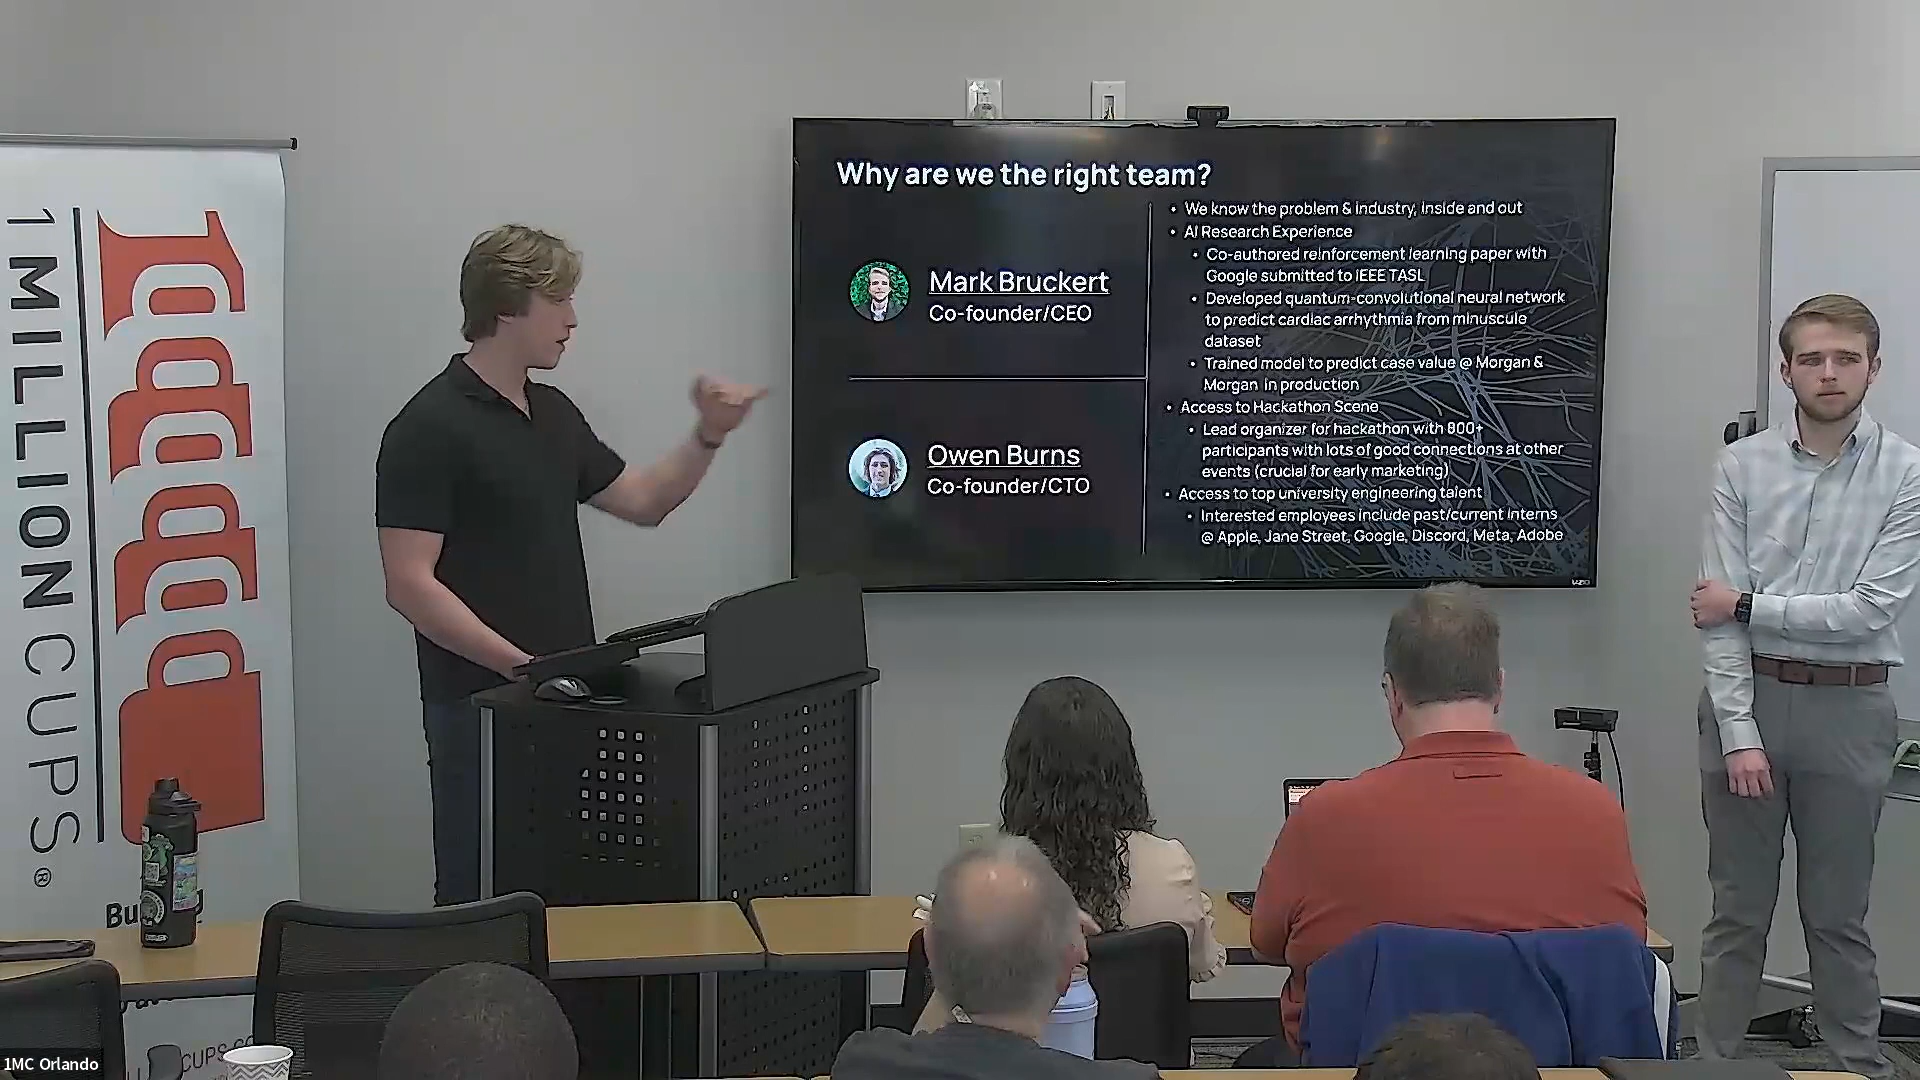 1 MILLION CUPS®
Why are we the right team?
Mark Bruckert
Co-founder/CEO
Owen Burns
Co-founder/CTO
• We know the problem & industry, inside and out
• AI Research Experience
• Co-authored reinforcement learning paper with
Google submitted to IEEE TASL
• Developed quantum-convolutional neural network
to predict cardiac arrhythmia from minuscule
dataset
• Trained model to predict case value @ Morgan &
Morgan in production
• Access to Hackathon Scene
• Lead organizer for hackathon with 800+
participants with lots of good connections at other
events (crucial for early marketing)
• Access to top university engineering talent
• Interested employees include past/current interns
@ Apple, Jane Street, Google, Discord, Meta, Adobe
VIZIO
1MC Orlando